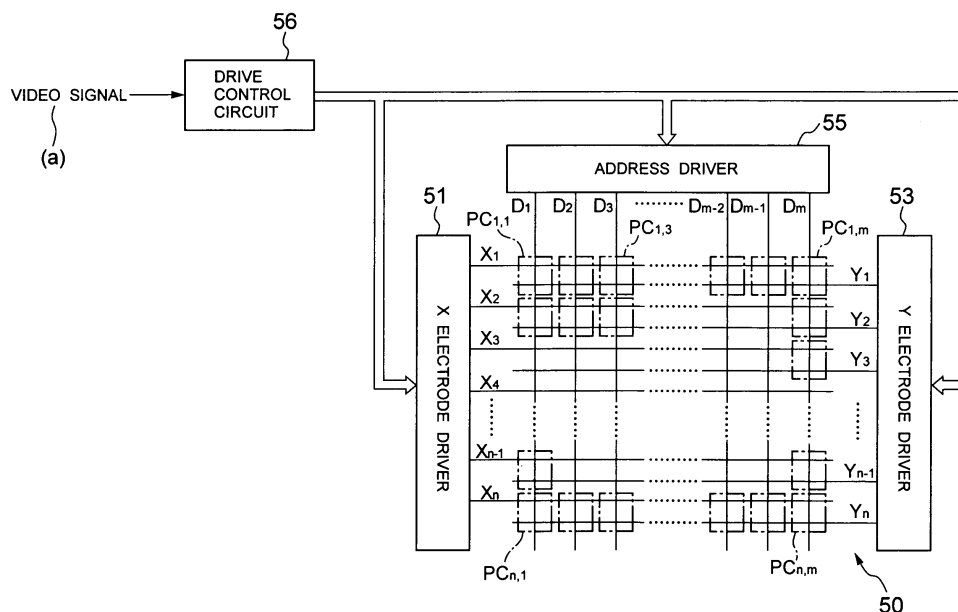 56
VIDEO SIGNAL
DRIVE
CONTROL
CIRCUIT
(a)
55
ADDRESS DRIVER
51
53
D1 D2 D3 ........ Dm-2 Dm-1 Dm
PC1,1 PC1,3 PC1,m
X1
Y1
X2
Y2
X3
Y3
X4
Xn-1
Yn-1
Xn
Yn
X ELECTRODE DRIVER
Y ELECTRODE DRIVER
PCn,1 PCn,m
50